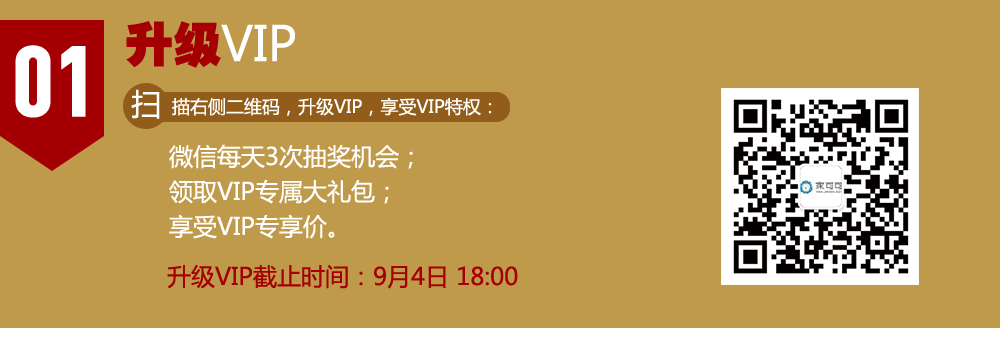 01
升级VIP
扫描右侧二维码，升级VIP，享受VIP特权：
微信每天3次抽奖机会；
领取VIP专属大礼包；
享受VIP专享价。
升级VIP截止时间：9月4日 18:00
家可可